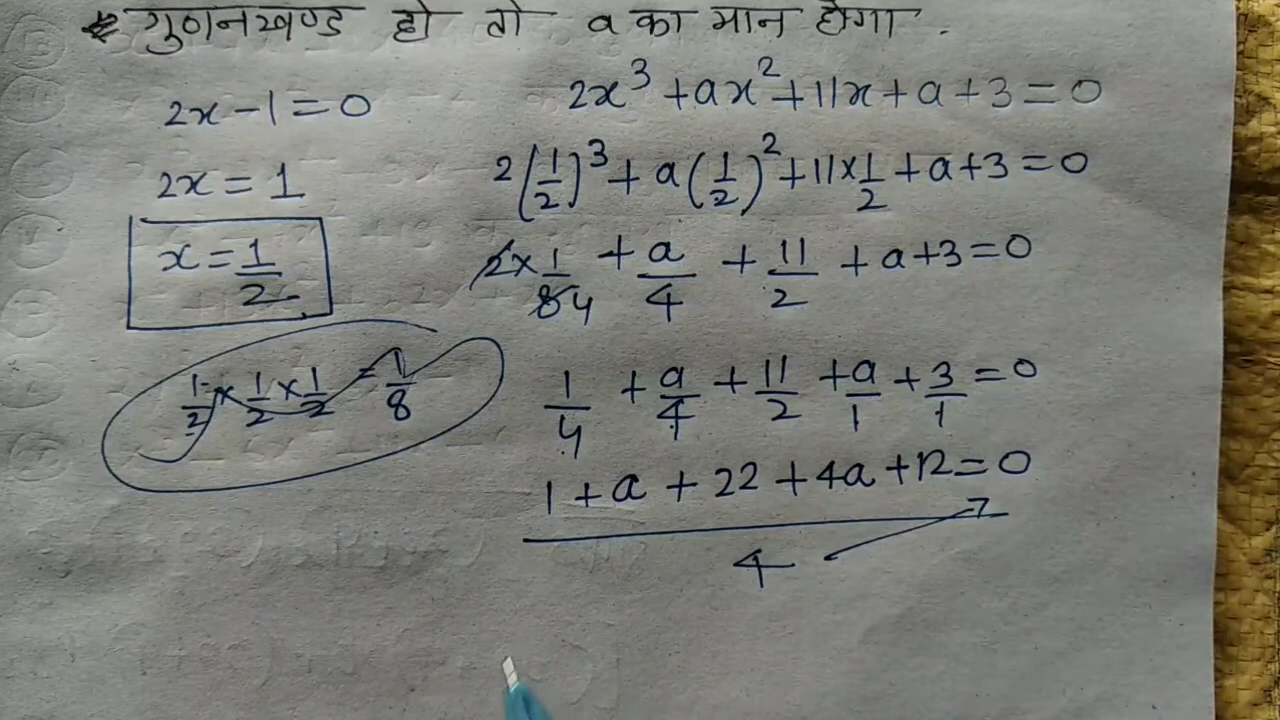 गुणनखण्ड हो तो a का मान होगा.
2x - 1 = 0
2x = 1
x = 1/2
1/2 × 1/2 × 1/2 = 1/8
2x³ + ax² + 11x + a + 3 = 0
2(1/2)³ + a(1/2)² + 11 × 1/2 + a + 3 = 0
2 × 1/8 4 + a/4 + 11/2 + a + 3 = 0
1/4 + a/4 + 11/2 + a/1 + 3/1 = 0
1 + a + 22 + 4a + 12 = 0
4